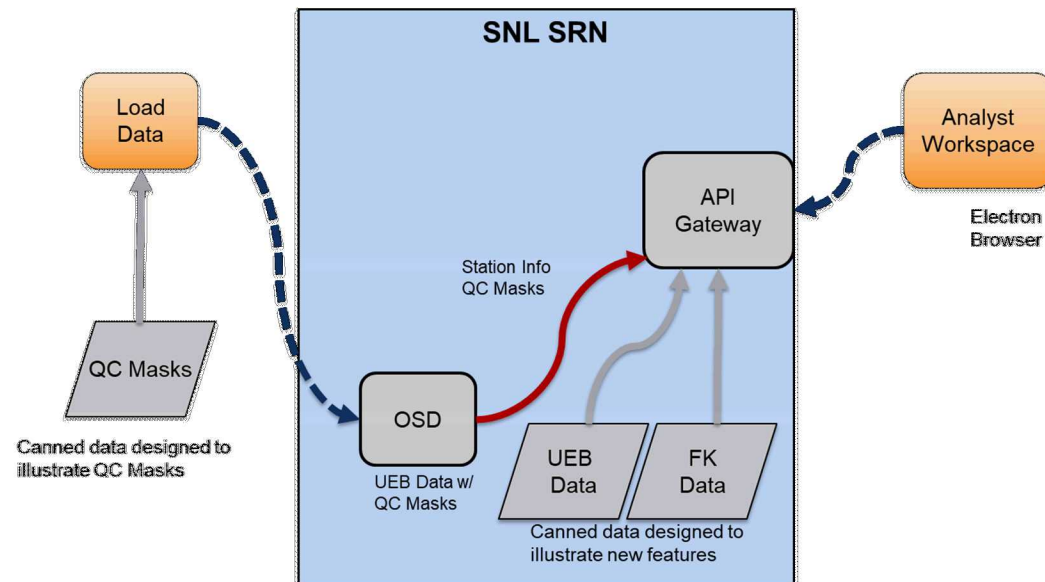 SNL SRN
Load
Data
Analyst
Workspace
API
Gateway
Electron
Browser
Station Info
QC Masks
QC Masks
OSD
UEB
Data
FK
Data
Canned data designed to
illustrate QC Masks
UEB Data w/
QC Masks
Canned data designed to
illustrate new features